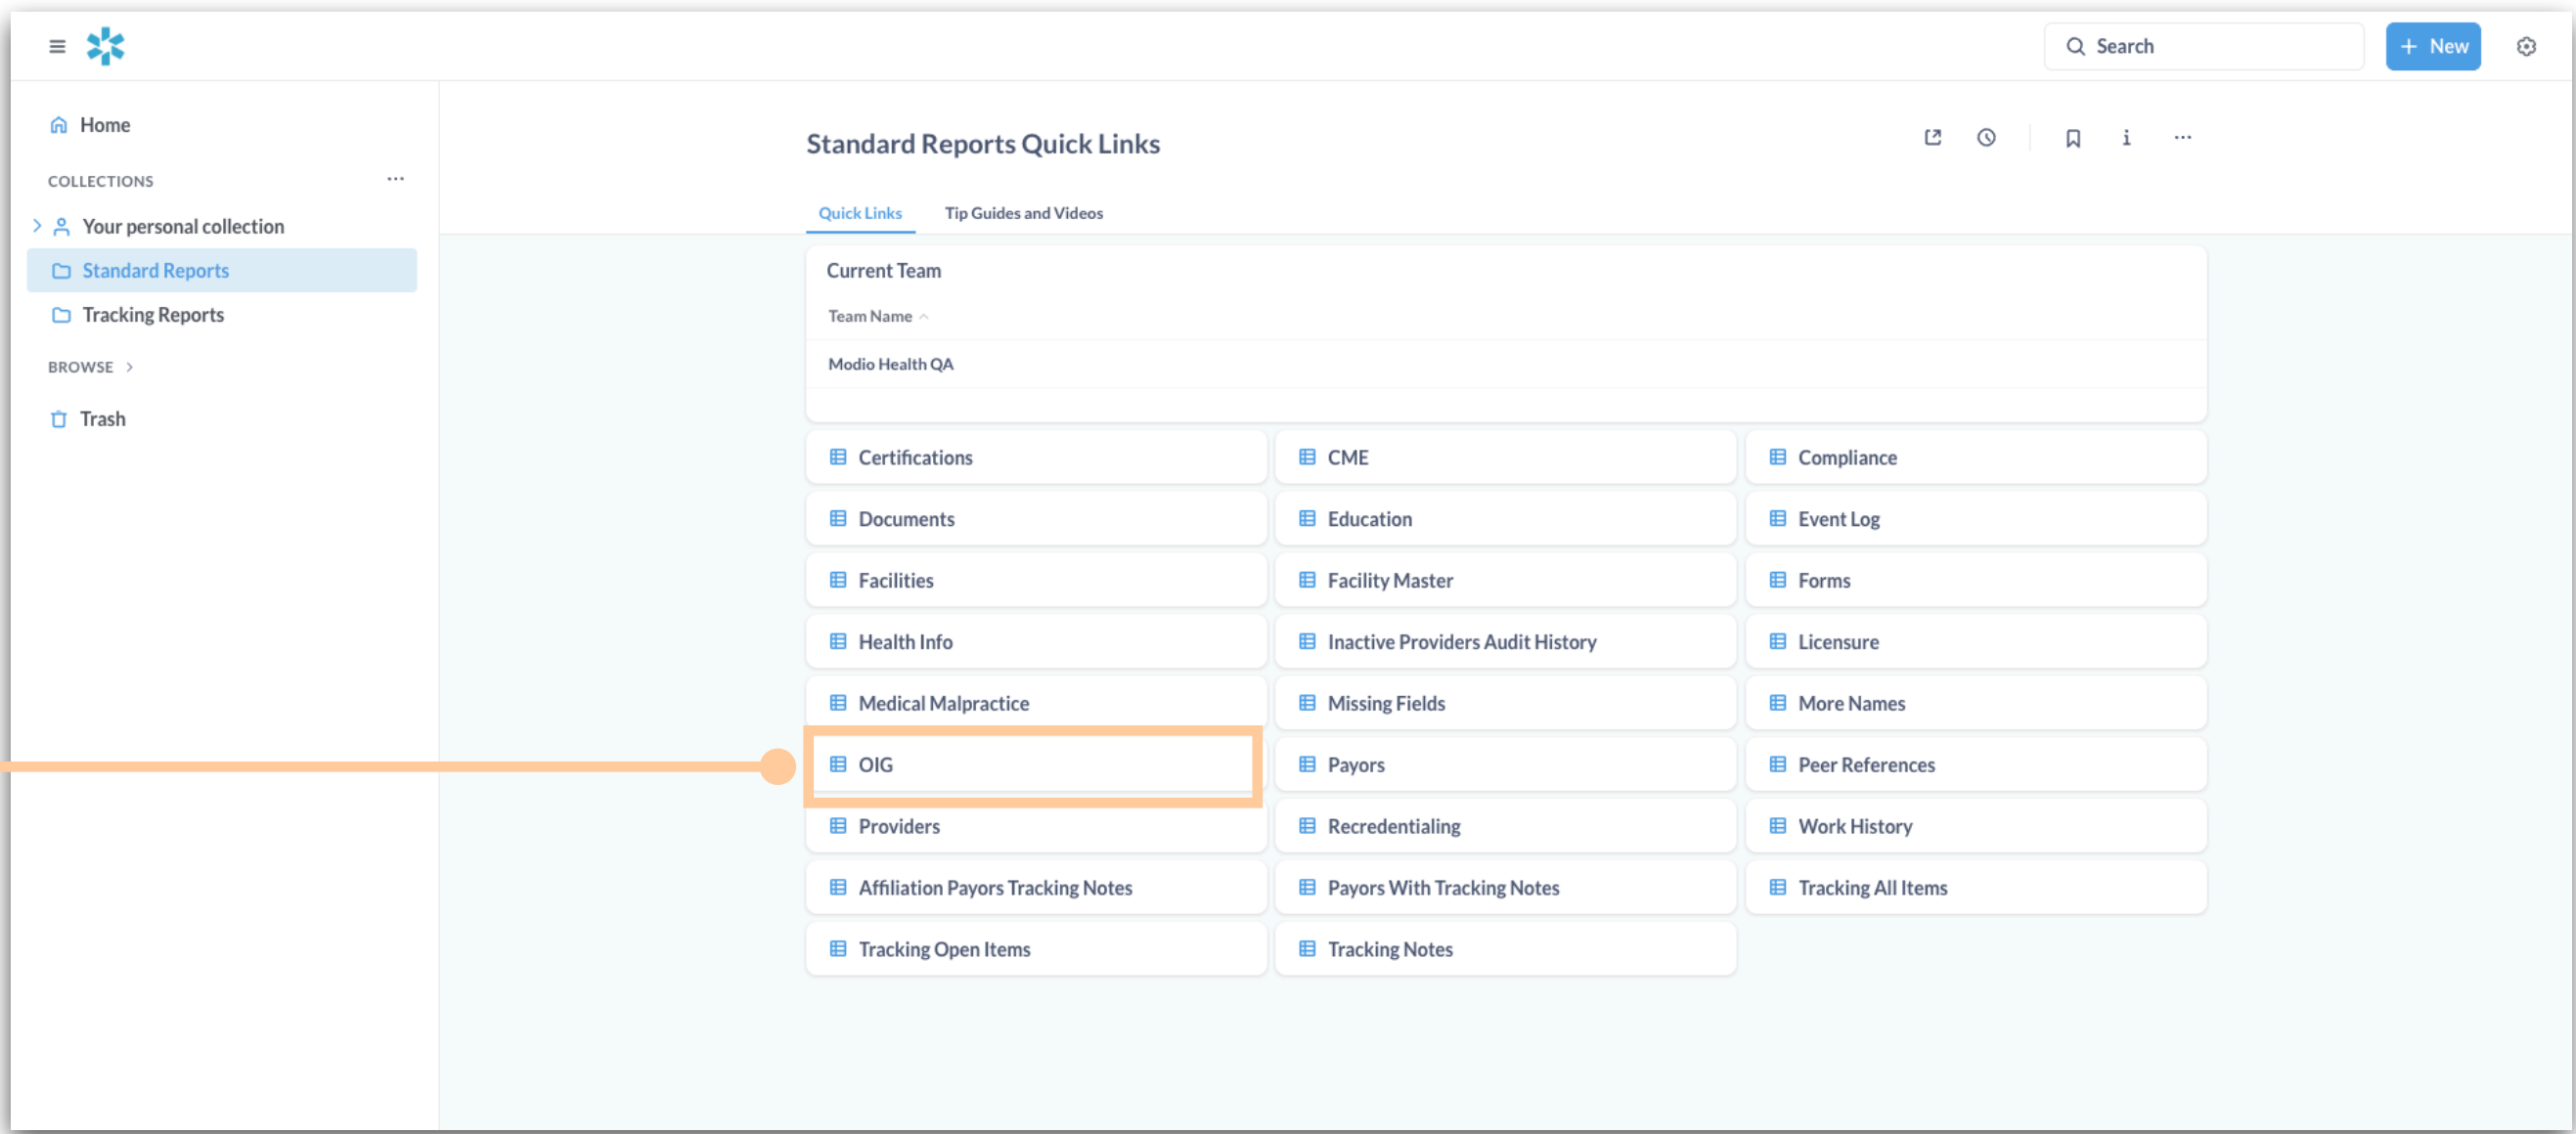 Search
+ New
Home
COLLECTIONS ...
Your personal collection
Standard Reports
Tracking Reports
BROWSE >
Trash
Standard Reports Quick Links
Quick Links Tip Guides and Videos
Current Team
Team Name
Modio Health QA
Certifications CME Compliance
Documents Education Event Log
Facilities Facility Master Forms
Health Info Inactive Providers Audit History Licensure
Medical Malpractice Missing Fields More Names
OIG Payors Peer References
Providers Recredentialing Work History
Affiliation Payors Tracking Notes Payors With Tracking Notes Tracking All Items
Tracking Open Items Tracking Notes